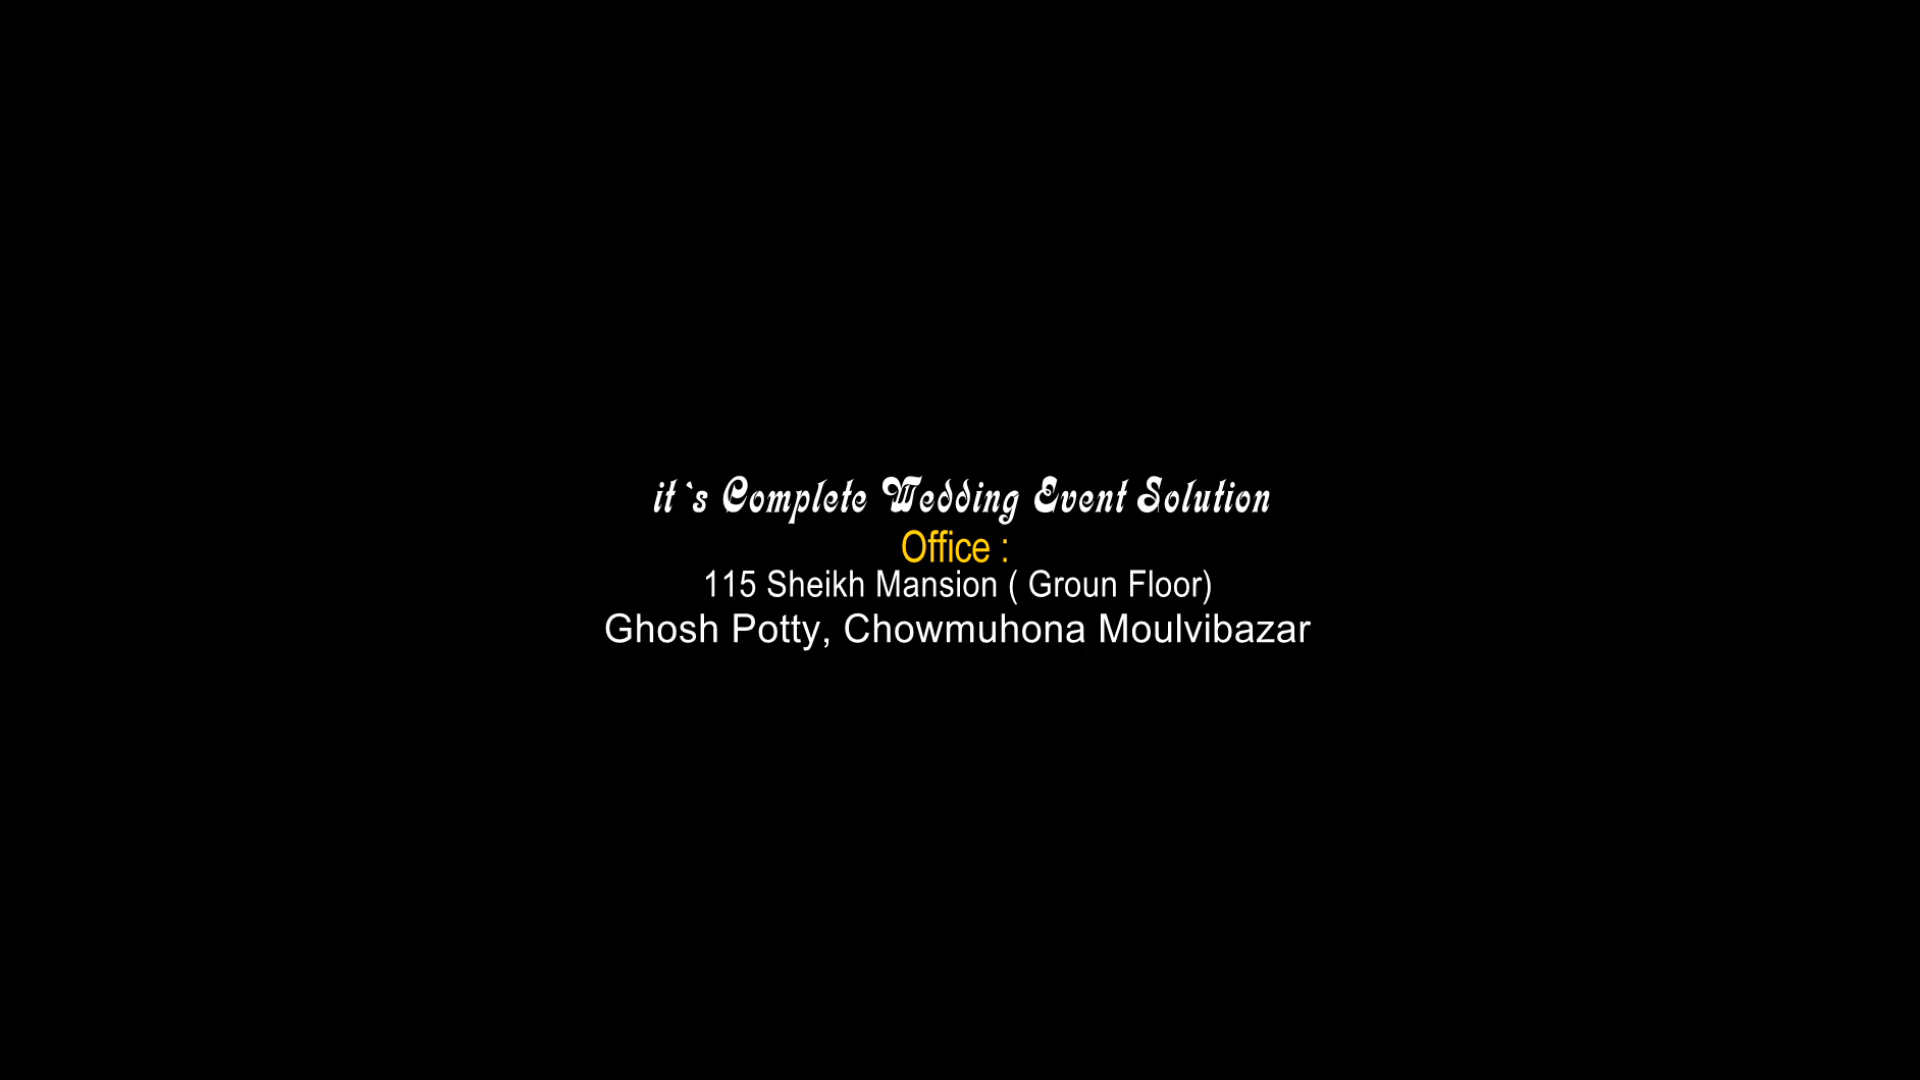 it`s Complete Wedding Event Solution
Office :
115 Sheikh Mansion ( Groun Floor)
Ghosh Potty, Chowmuhona Moulvibazar